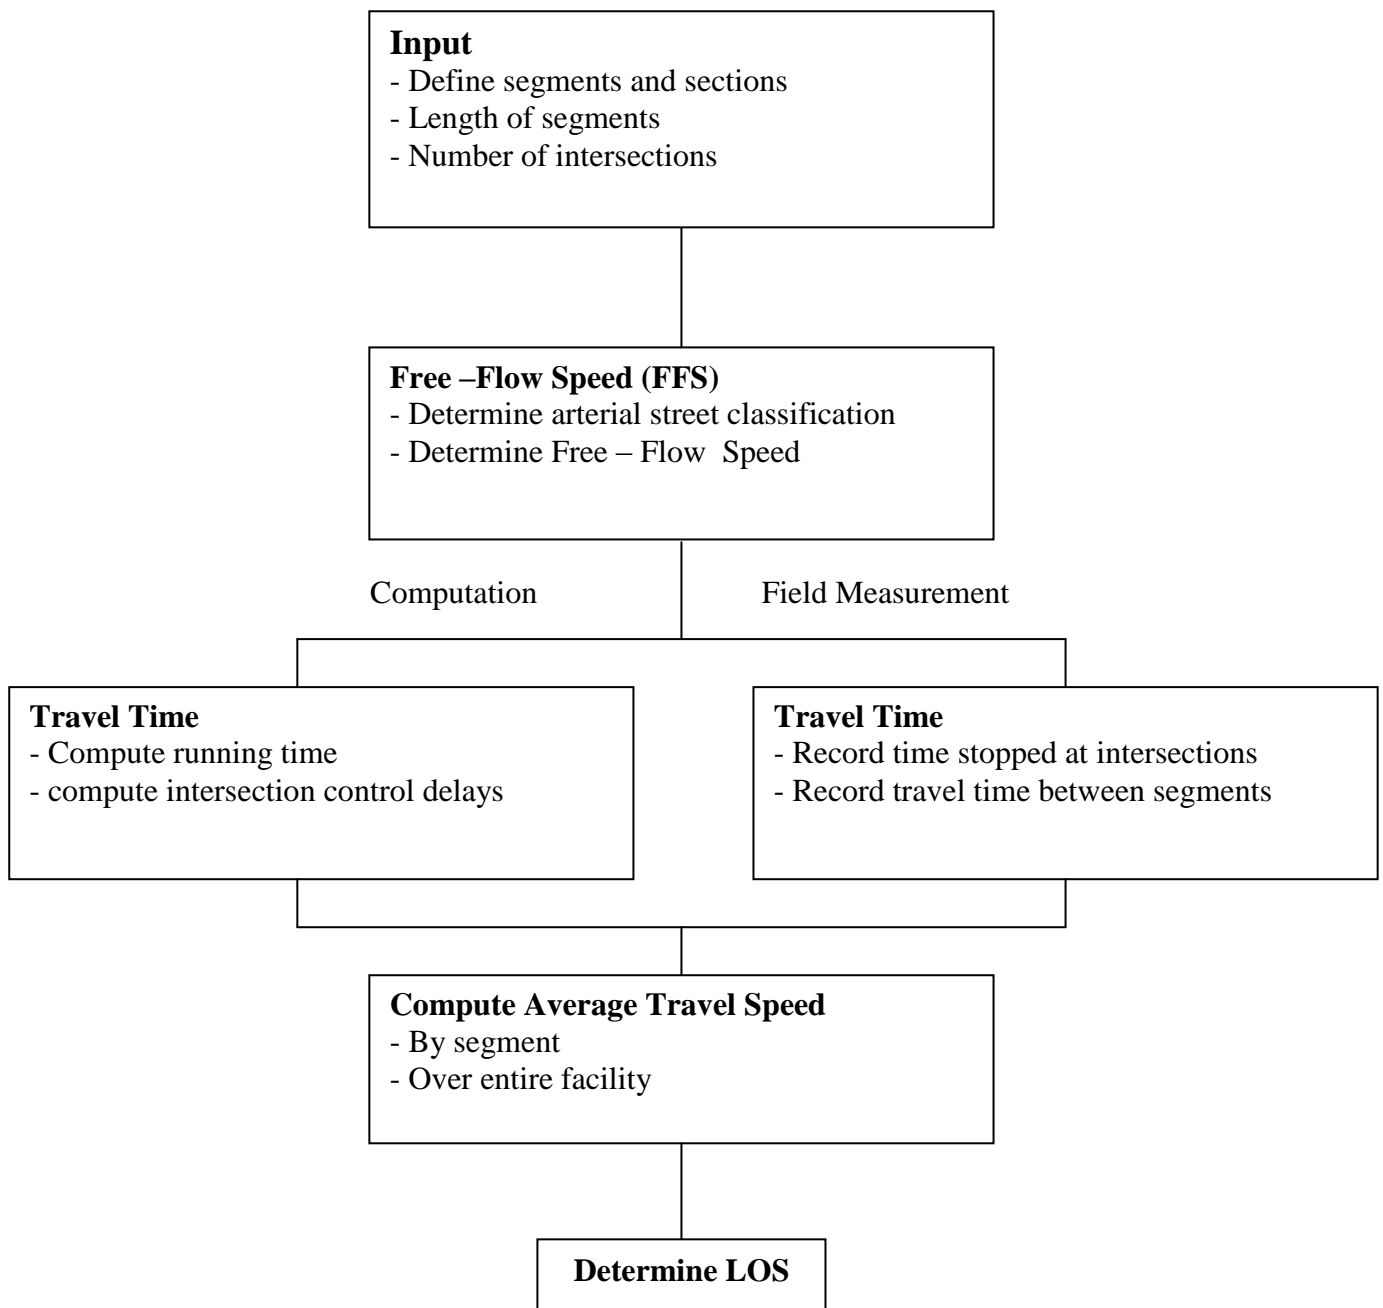 Input
- Define segments and sections
- Length of segments
- Number of intersections
Free –Flow Speed (FFS)
- Determine arterial street classification
- Determine Free – Flow  Speed
Computation
Field Measurement
Travel Time
- Compute running time
- compute intersection control delays
Travel Time
- Record time stopped at intersections
- Record travel time between segments
Compute Average Travel Speed
- By segment
- Over entire facility
Determine LOS